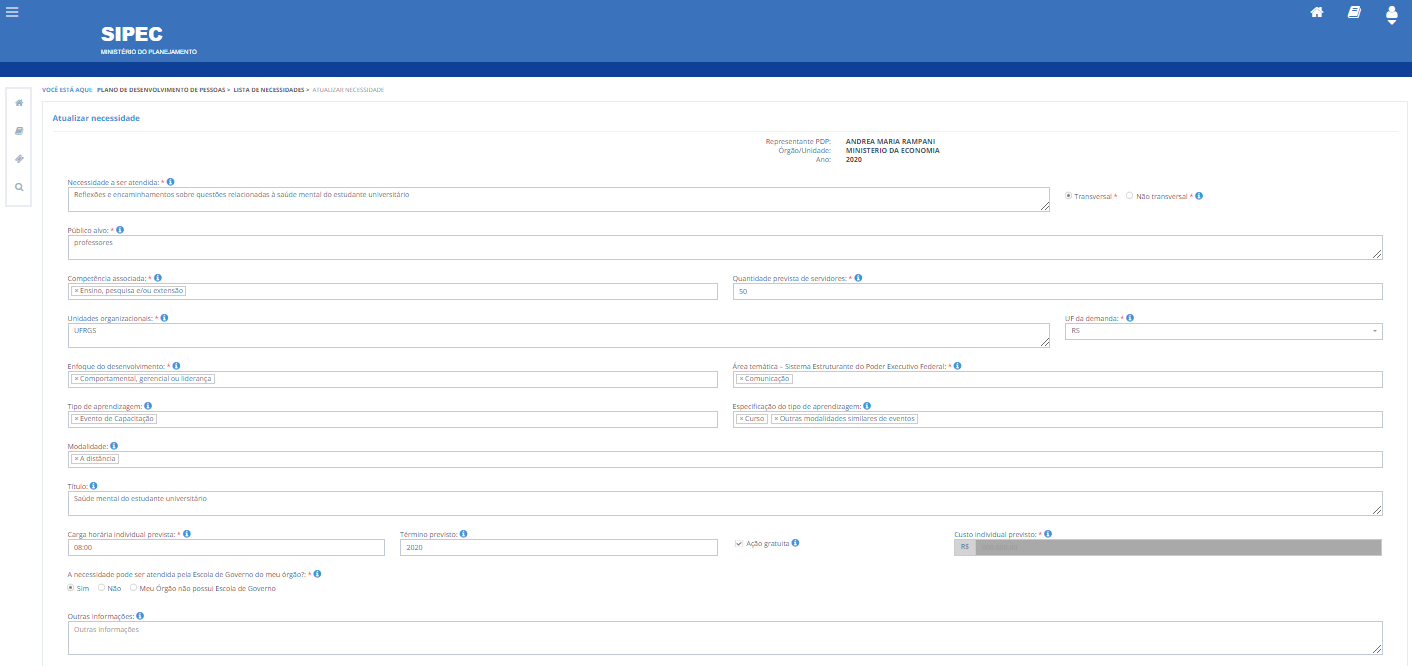 SIPEC
MINISTÉRIO DO PLANEJAMENTO
VOCÊ ESTÁ AQUI: PLANO DE DESENVOLVIMENTO DE PESSOAS > LISTA DE NECESSIDADES > ATUALIZAR NECESSIDADE
Atualizar necessidade
Representante PDP: ANDREA MARIA RAMPANI
Órgão/Unidade: MINISTERIO DA ECONOMIA
Ano: 2020
Necessidade a ser atendida: *
Reflexões e encaminhamentos sobre questões relacionadas à saúde mental do estudante universitário
Transversal * Não transversal *
Público alvo: *
professores
Competência associada: * Quantidade prevista de servidores: *
× Ensino, pesquisa e/ou extensão 50
Unidades organizacionais: * UF da demanda: *
UFRGS RS
Enfoque do desenvolvimento: * Área temática – Sistema Estruturante do Poder Executivo Federal: *
× Comportamental, gerencial ou liderança × Comunicação
Tipo de aprendizagem: Especificação do tipo de aprendizagem:
× Evento de Capacitação × Curso × Outras modalidades similares de eventos
Modalidade:
× A distância
Título:
Saúde mental do estudante universitário
Carga horária individual prevista: * Término previsto: Custo individual previsto: *
08:00 2020 Ação gratuita R$
A necessidade pode ser atendida pela Escola de Governo do meu órgão?: *
Sim Não Meu Órgão não possui Escola de Governo
Outras informações:
Outras informações